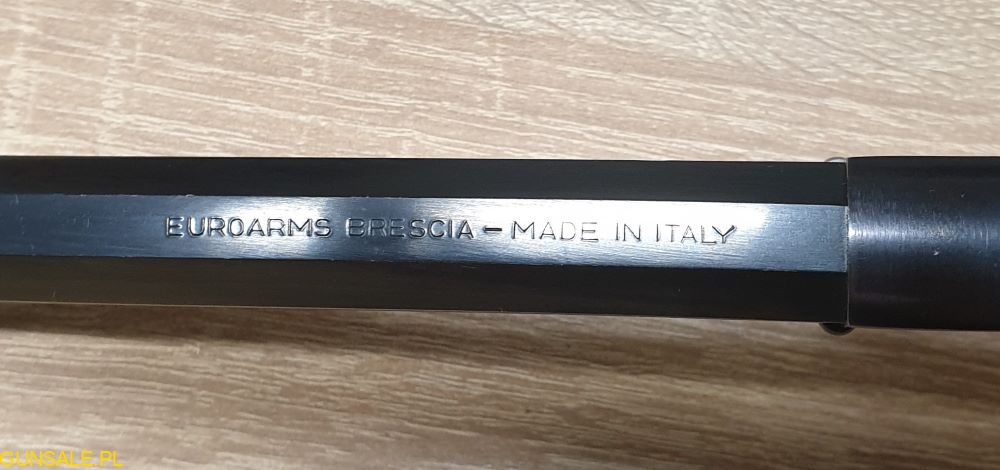 EUROARMS BRESCIA – MADE IN ITALY
GUNSALE.PL